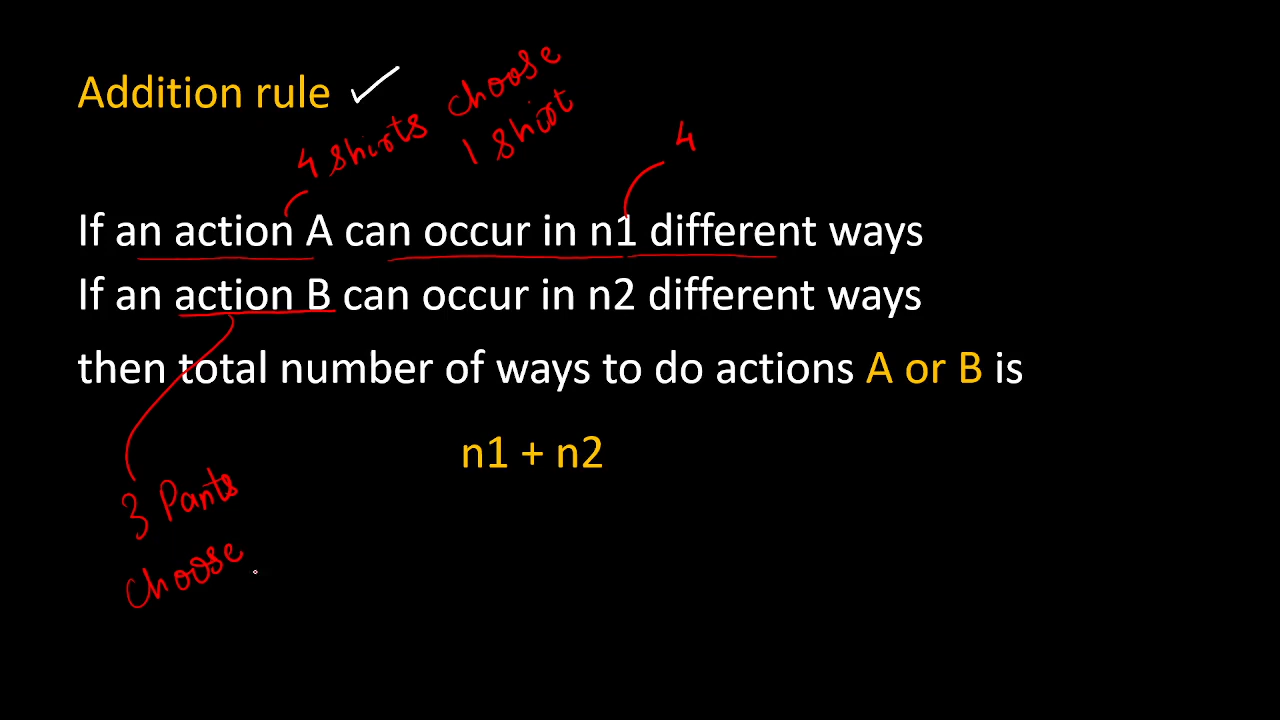 Addition rule
4 shirts choose
1 shirt
4
If an action A can occur in n1 different ways
If an action B can occur in n2 different ways
then total number of ways to do actions A or B is
n1 + n2
3 Pants
choose